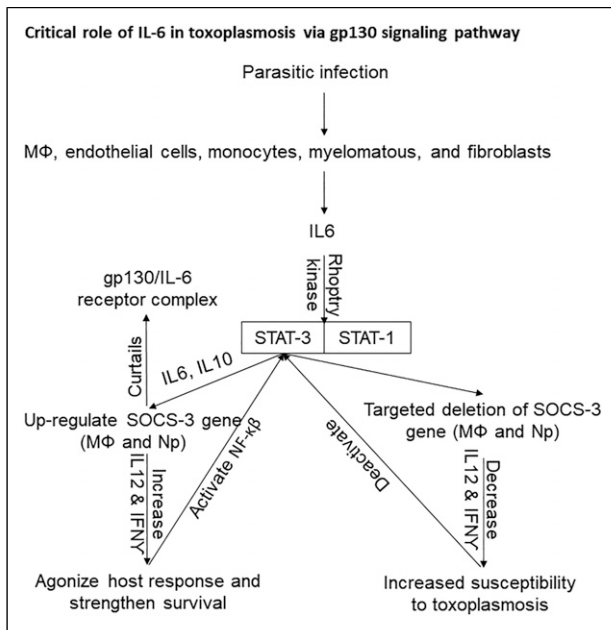 Critical role of IL-6 in toxoplasmosis via gp130 signaling pathway
Parasitic infection
MΦ, endothelial cells, monocytes, myelomatous, and fibroblasts
IL6
Rhoptry
kinase
gp130/IL-6
receptor complex
STAT-3
STAT-1
Curtails
IL6, IL10
Up-regulate SOCS-3 gene
(MΦ and Np)
Targeted deletion of SOCS-3
gene (MΦ and Np)
Increase
IL12 & IFNƔ
Activate NF-κβ
Deactivate
Decrease
IL12 & IFNƔ
Agonize host response and
strengthen survival
Increased susceptibility
to toxoplasmosis